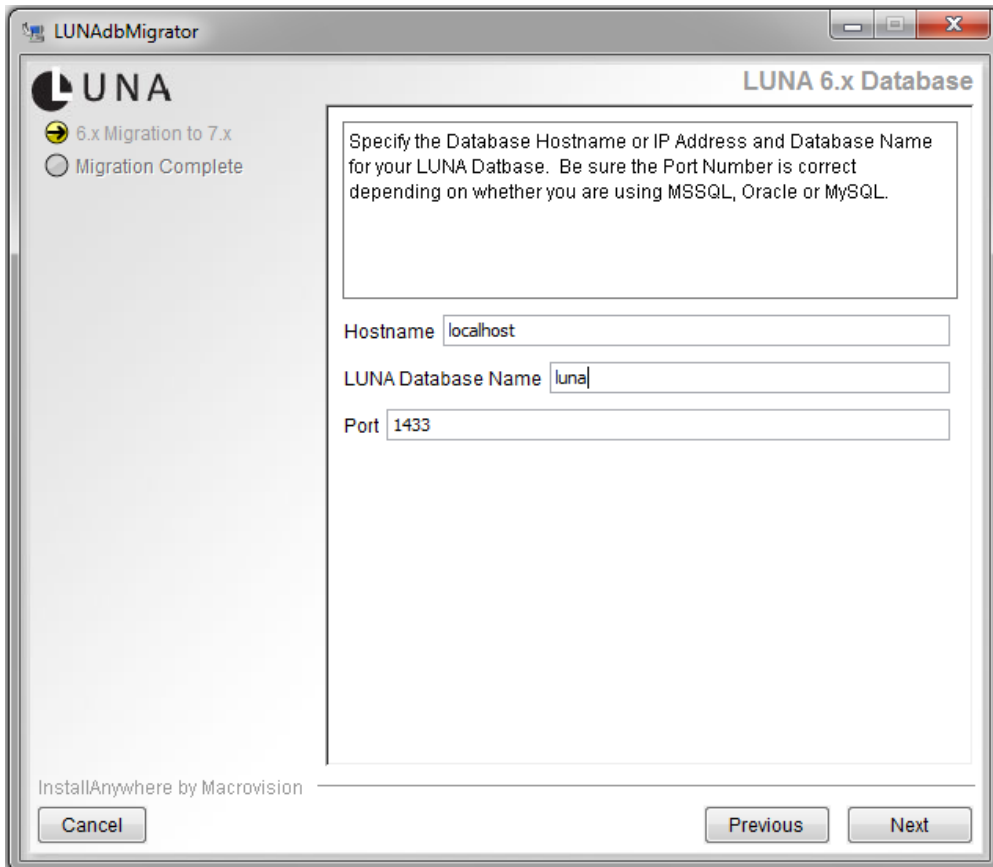 LUNAdbMigrator
LUNA
LUNA 6.x Database
6.x Migration to 7.x
Migration Complete
Specify the Database Hostname or IP Address and Database Name
for your LUNA Datbase.  Be sure the Port Number is correct
depending on whether you are using MSSQL, Oracle or MySQL.
Hostname localhost
LUNA Database Name luna
Port 1433
InstallAnywhere by Macrovision
Cancel
Previous
Next